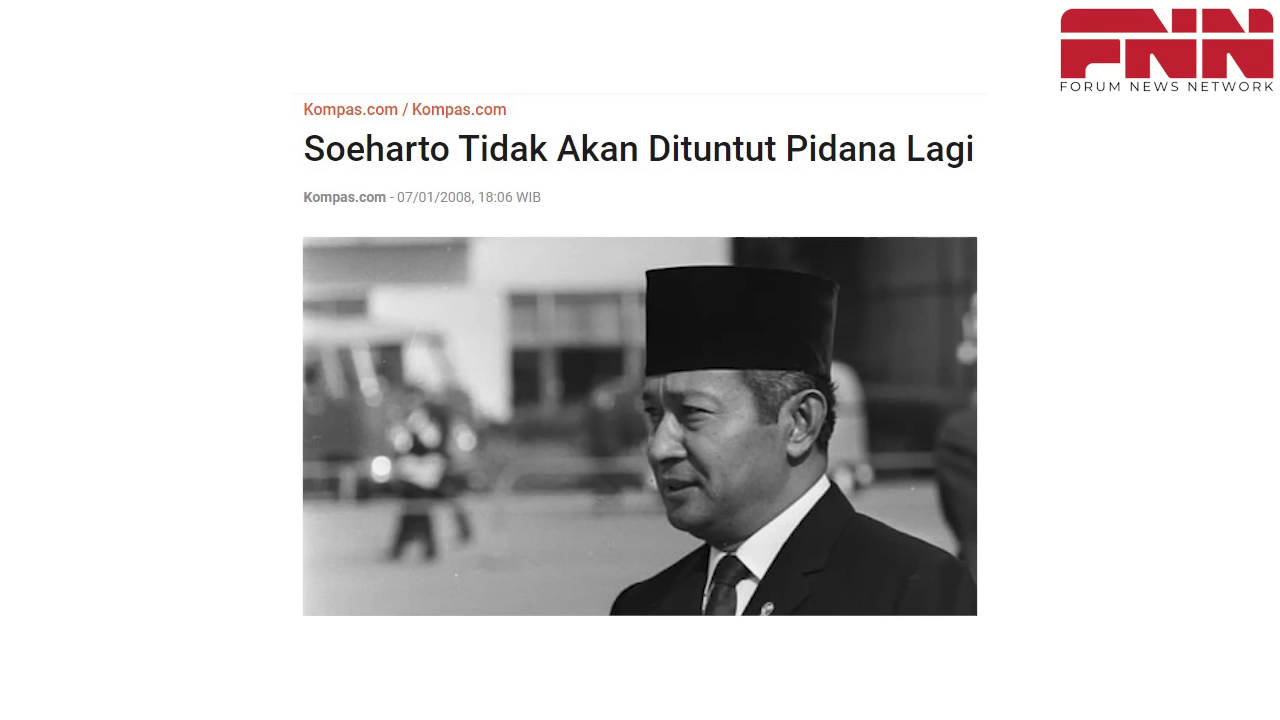 FNN
FORUM NEWS NETWORK
Kompas.com / Kompas.com
Soeharto Tidak Akan Dituntut Pidana Lagi
Kompas.com - 07/01/2008, 18:06 WIB